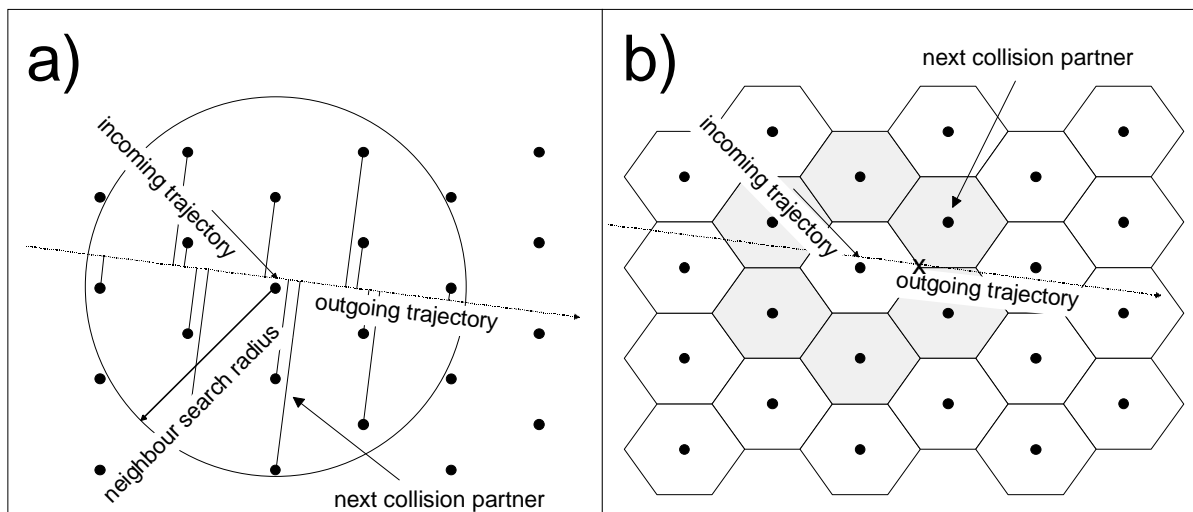 a)
incoming trajectory
outgoing trajectory
neighbour search radius
next collision partner
b)
next collision partner
incoming trajectory
x
outgoing trajectory